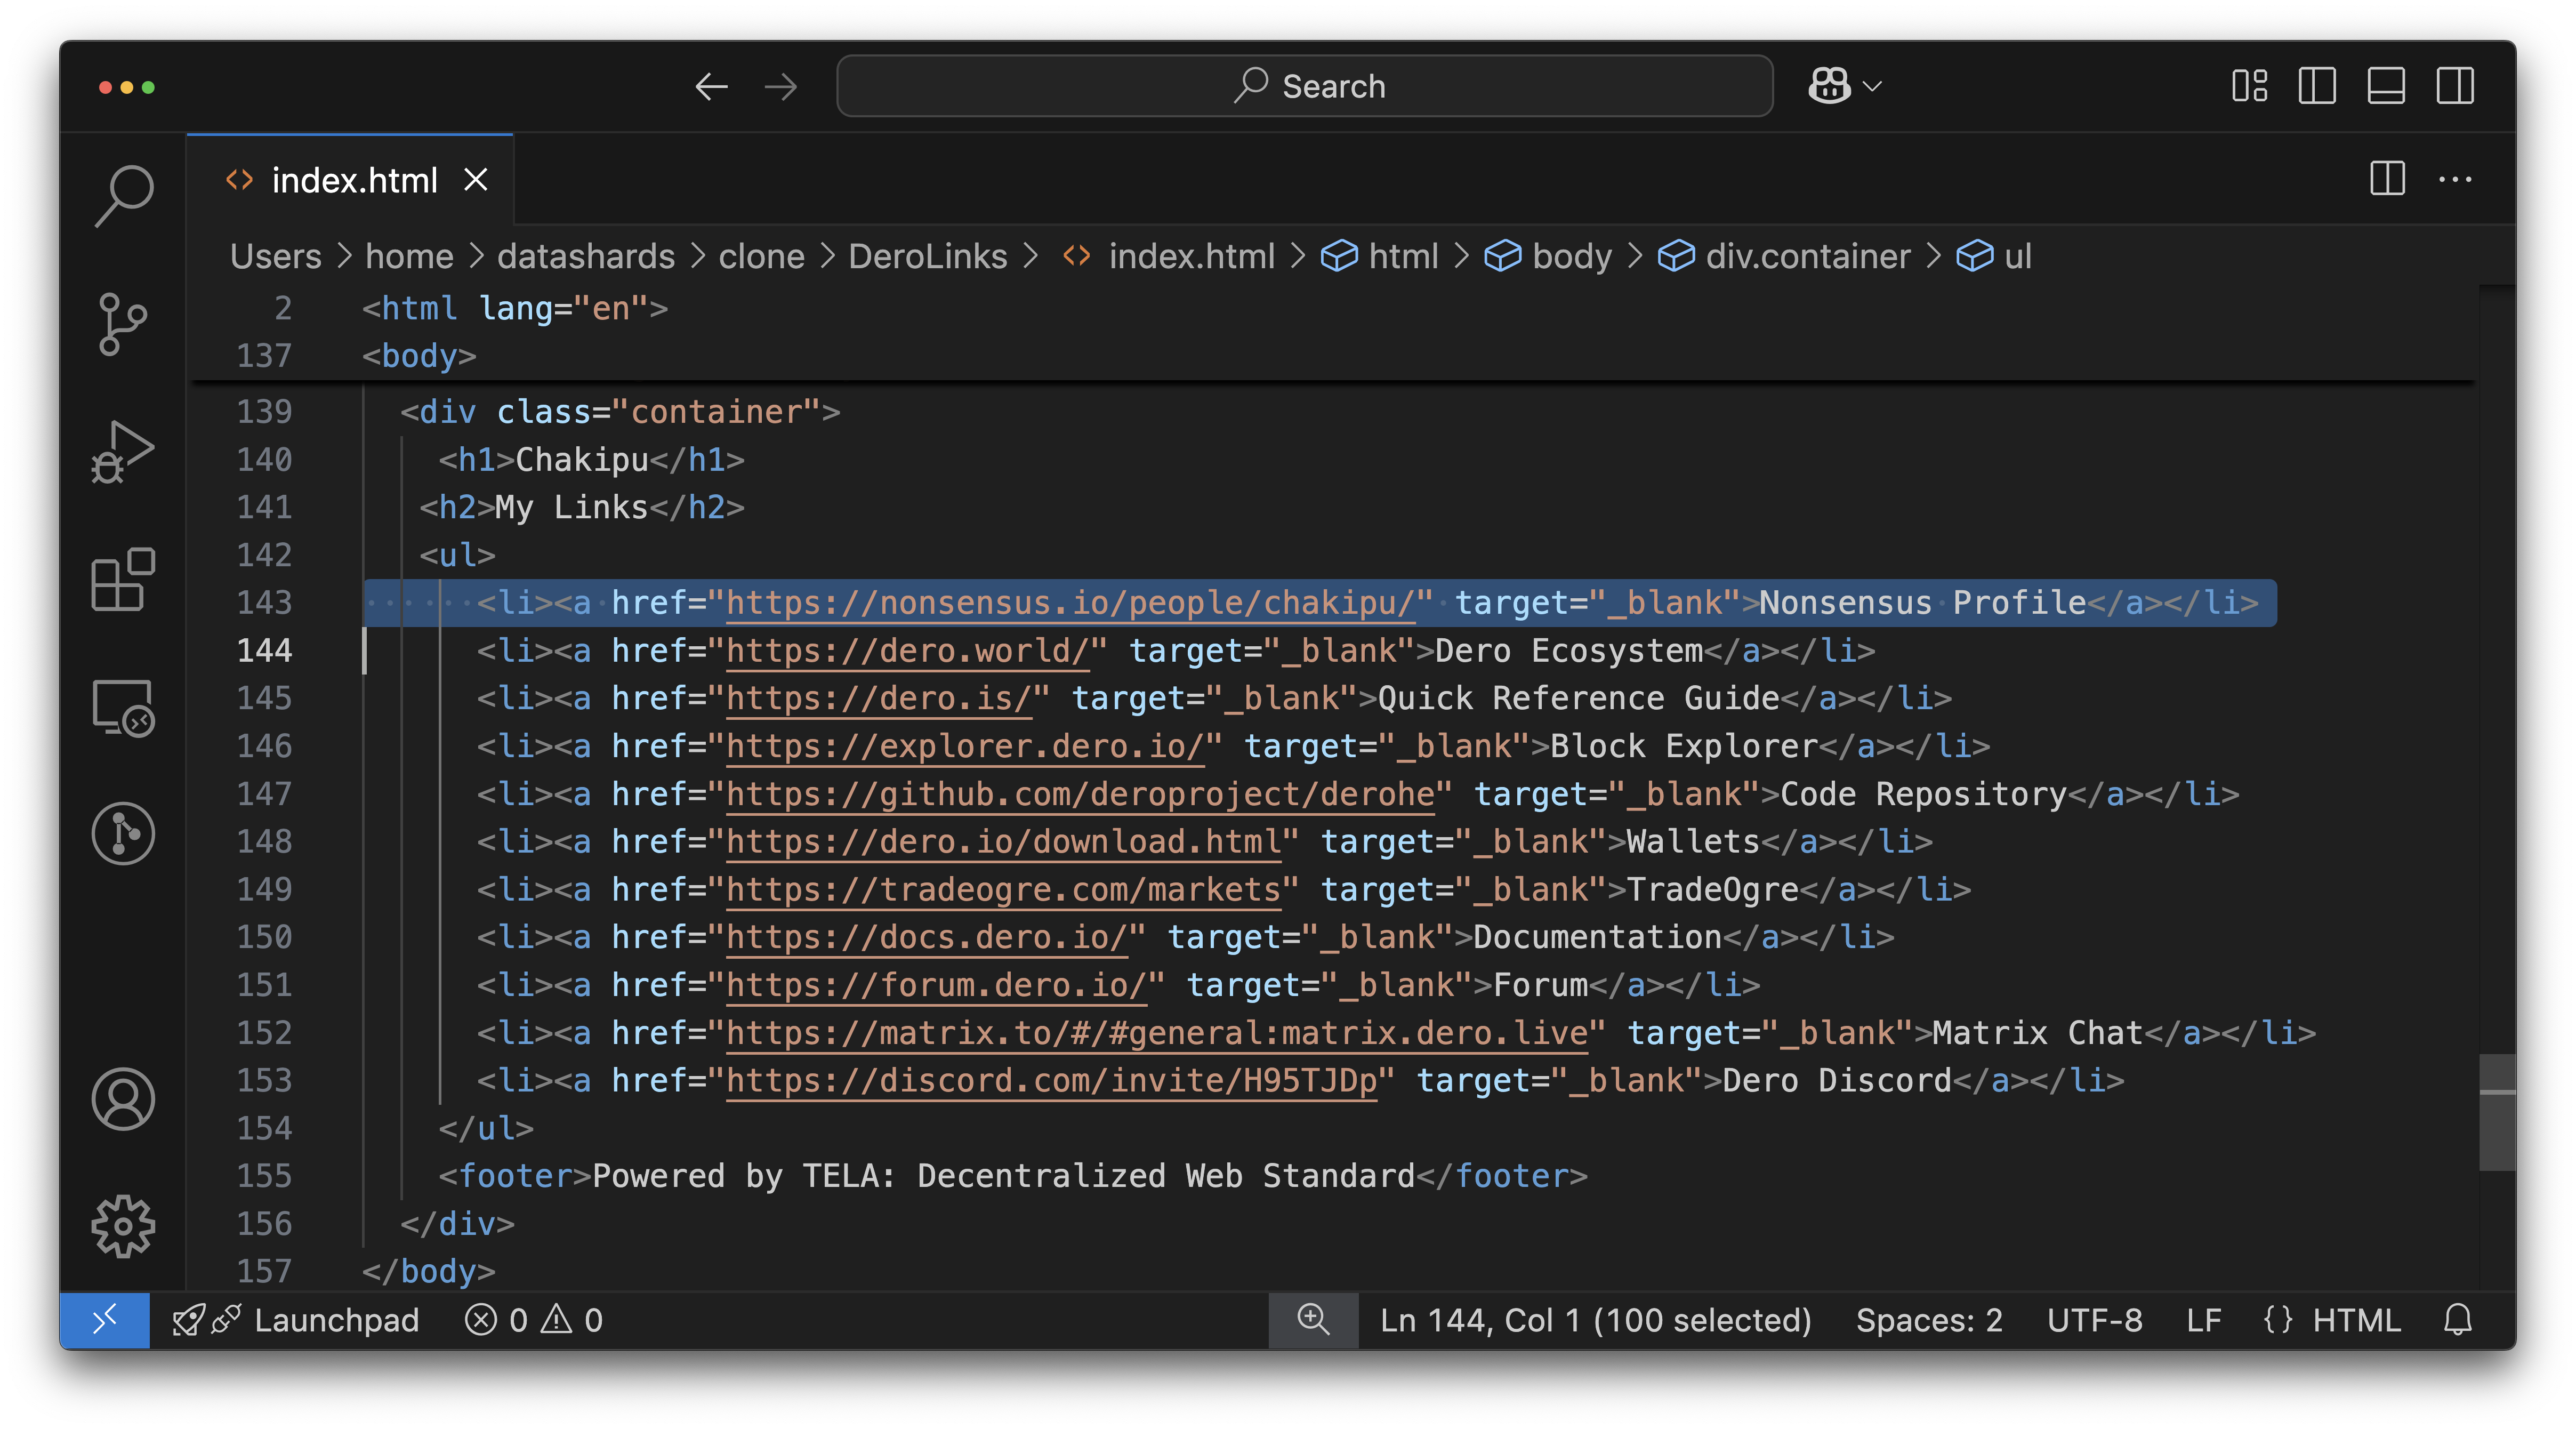 Search
index.html
Users > home > datashards > clone > DeroLinks > index.html > html > body > div.container > ul
2 <html lang="en">
137 <body>
139 <div class="container">
140 <h1>Chakipu</h1>
141 <h2>My Links</h2>
142 <ul>
143 <li><a href="https://nonsensus.io/people/chakipu/" target="_blank">Nonsensus Profile</a></li>
144 <li><a href="https://dero.world/" target="_blank">Dero Ecosystem</a></li>
145 <li><a href="https://dero.is/" target="_blank">Quick Reference Guide</a></li>
146 <li><a href="https://explorer.dero.io/" target="_blank">Block Explorer</a></li>
147 <li><a href="https://github.com/deroproject/derohe" target="_blank">Code Repository</a></li>
148 <li><a href="https://dero.io/download.html" target="_blank">Wallets</a></li>
149 <li><a href="https://tradeogre.com/markets" target="_blank">TradeOgre</a></li>
150 <li><a href="https://docs.dero.io/" target="_blank">Documentation</a></li>
151 <li><a href="https://forum.dero.io/" target="_blank">Forum</a></li>
152 <li><a href="https://matrix.to/#/#general:matrix.dero.live" target="_blank">Matrix Chat</a></li>
153 <li><a href="https://discord.com/invite/H95TJDp" target="_blank">Dero Discord</a></li>
154 </ul>
155 <footer>Powered by TELA: Decentralized Web Standard</footer>
156 </div>
157 </body>
Launchpad 0 0 Ln 144, Col 1 (100 selected) Spaces: 2 UTF-8 LF {} HTML